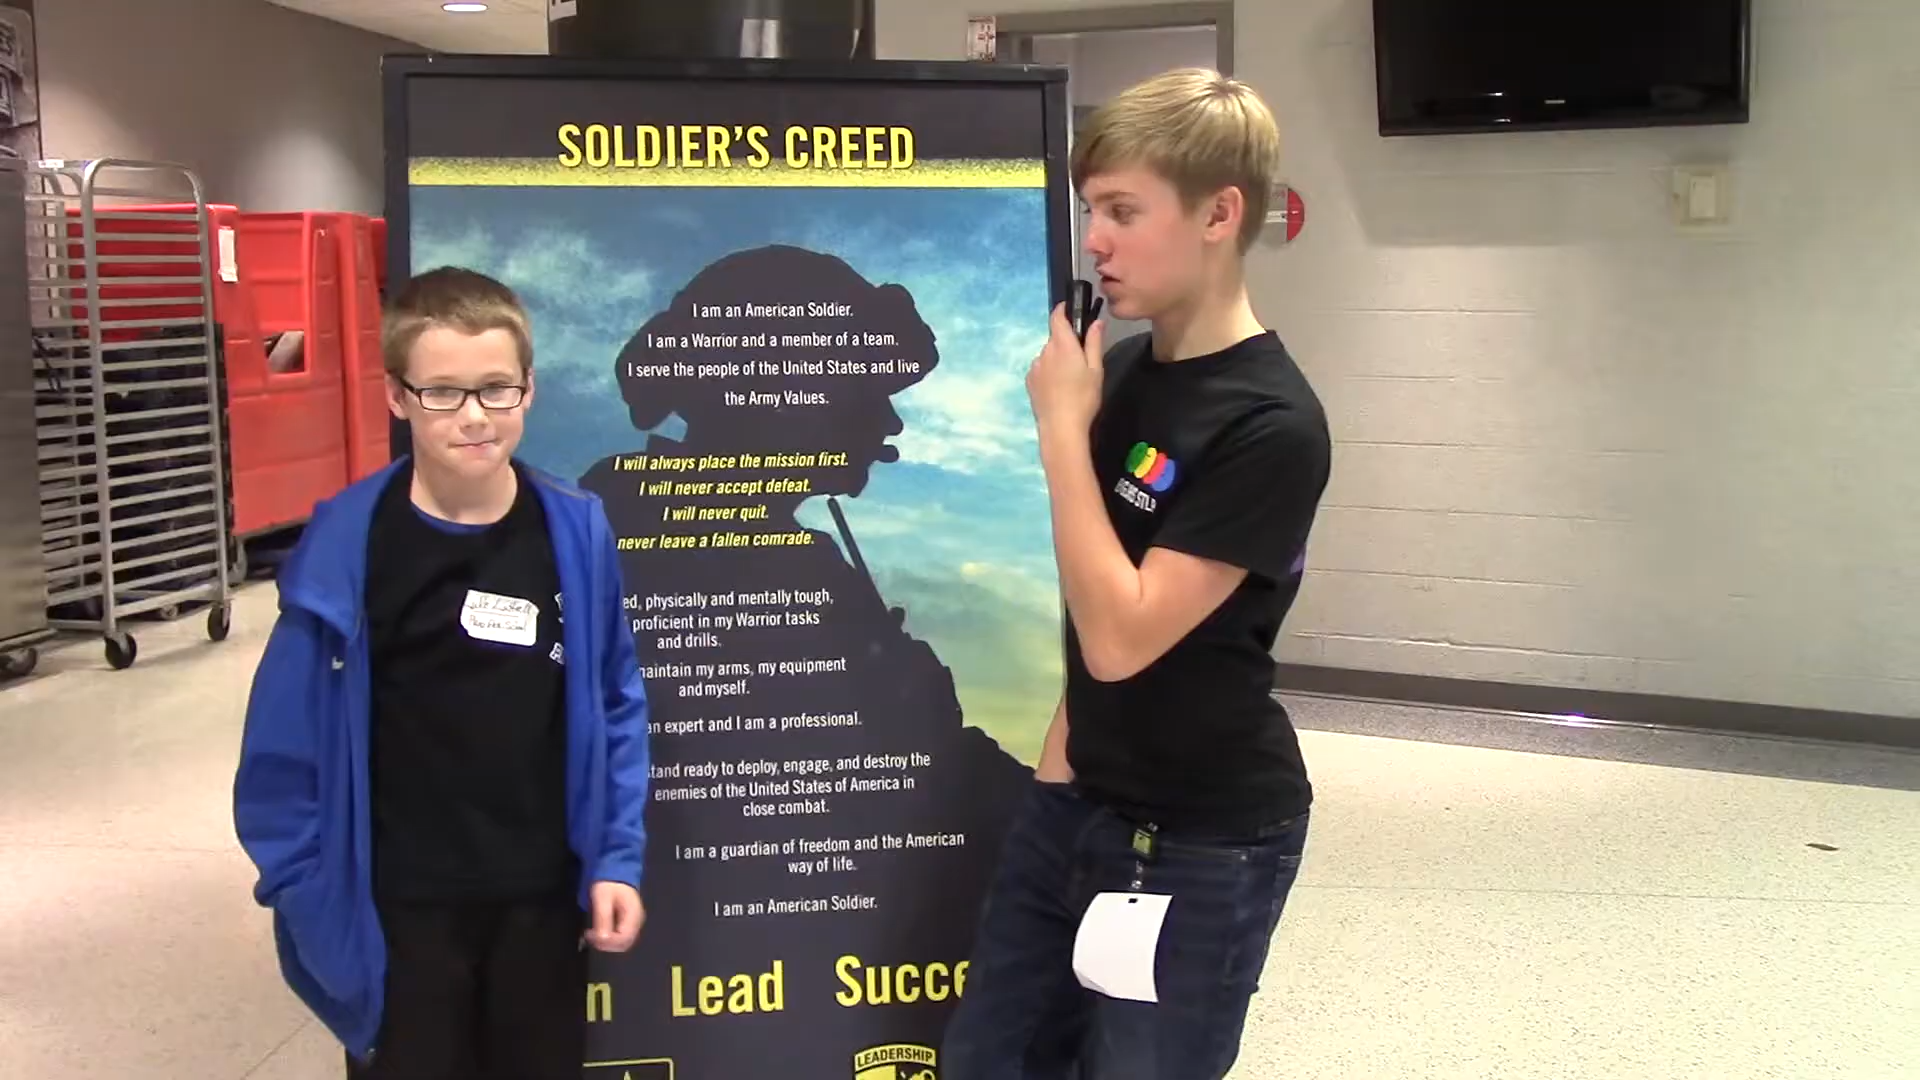 SOLDIER'S CREED
I am an American Soldier.
I am a Warrior and a member of a team.
I serve the people of the United States and live
the Army Values.
I will always place the mission first.
I will never accept defeat.
I will never quit.
never leave a fallen comrade.
ed, physically and mentally tough,
proficient in my Warrior tasks
and drills.
aintain my arms, my equipment
and myself.
an expert and I am a professional.
tand ready to deploy, engage, and destroy the
enemies of the United States of America in
close combat.
I am a guardian of freedom and the American
way of life.
I am an American Soldier.
n Lead Succe
LEADERSHIP